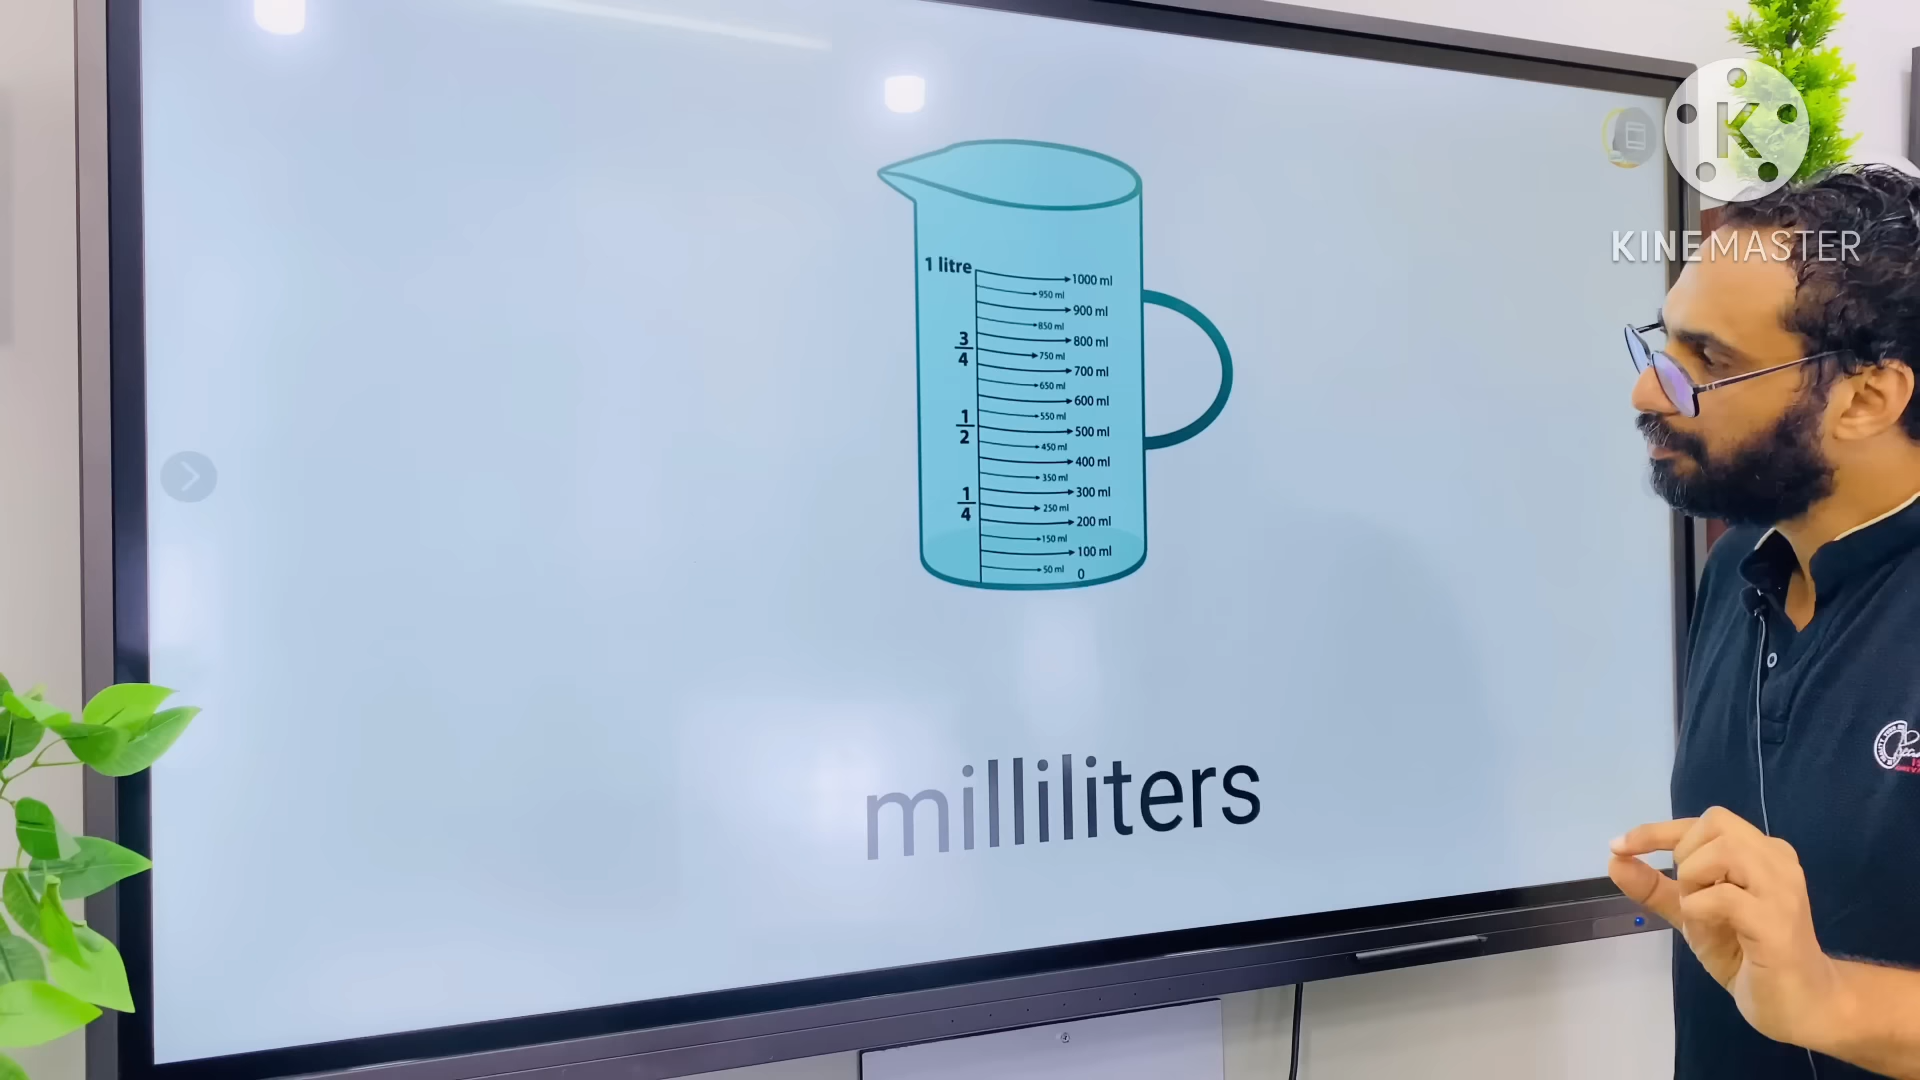 KINEMASTER
1 litre
1000 ml
950 ml
900 ml
850 ml
3
4
800 ml
750 ml
700 ml
650 ml
600 ml
550 ml
1
2
500 ml
450 ml
400 ml
350 ml
1
4
300 ml
250 ml
200 ml
150 ml
100 ml
50 ml
0
milliliters